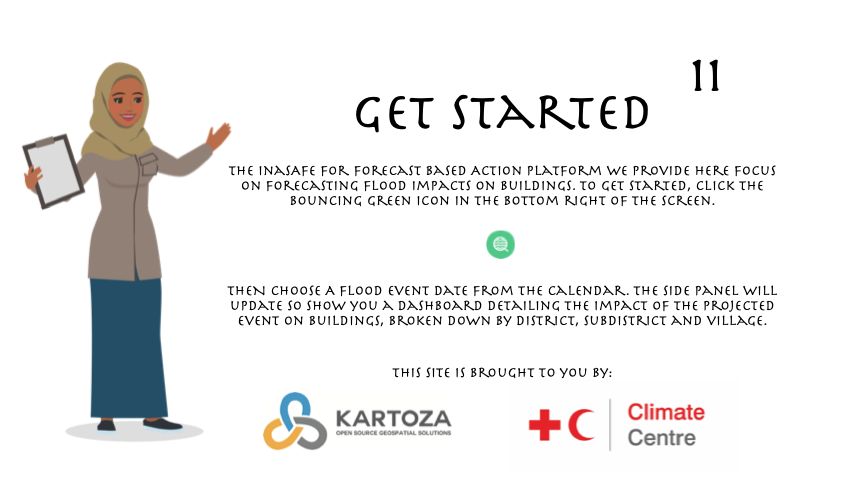 11
GET STARTED
THE INASAFE FOR FORECAST BASED ACTION PLATFORM WE PROVIDE HERE FOCUS
ON FORECASTING FLOOD IMPACTS ON BUILDINGS. TO GET STARTED, CLICK THE
BOUNCING GREEN ICON IN THE BOTTOM RIGHT OF THE SCREEN.
THEN CHOOSE A FLOOD EVENT DATE FROM THE CALENDAR. THE SIDE PANEL WILL
UPDATE SO SHOW YOU A DASHBOARD DETAILING THE IMPACT OF THE PROJECTED
EVENT ON BUILDINGS, BROKEN DOWN BY DISTRICT, SUBDISTRICT AND VILLAGE.
THIS SITE IS BROUGHT TO YOU BY:
KARTOZA
OPEN SOURCE GEOSPATIAL SOLUTIONS
Climate
Centre